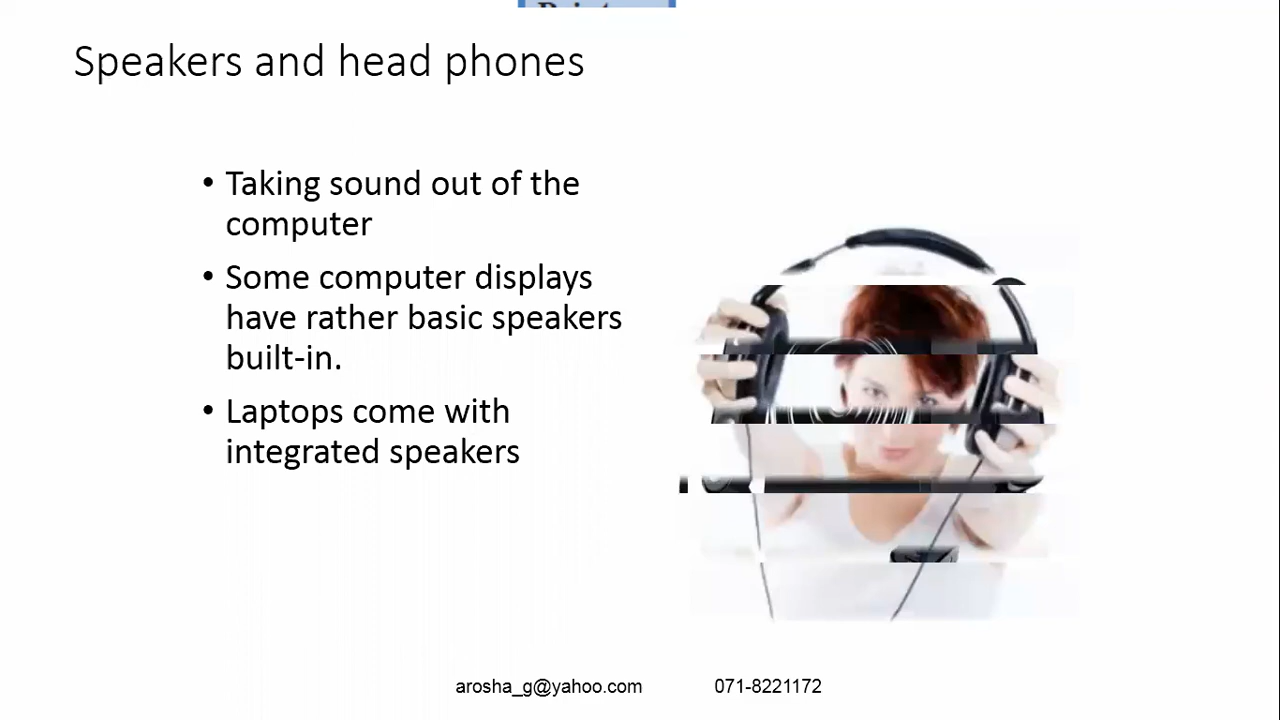 Speakers and head phones
• Taking sound out of the
computer
• Some computer displays
have rather basic speakers
built-in.
• Laptops come with
integrated speakers
arosha_g@yahoo.com 071-8221172